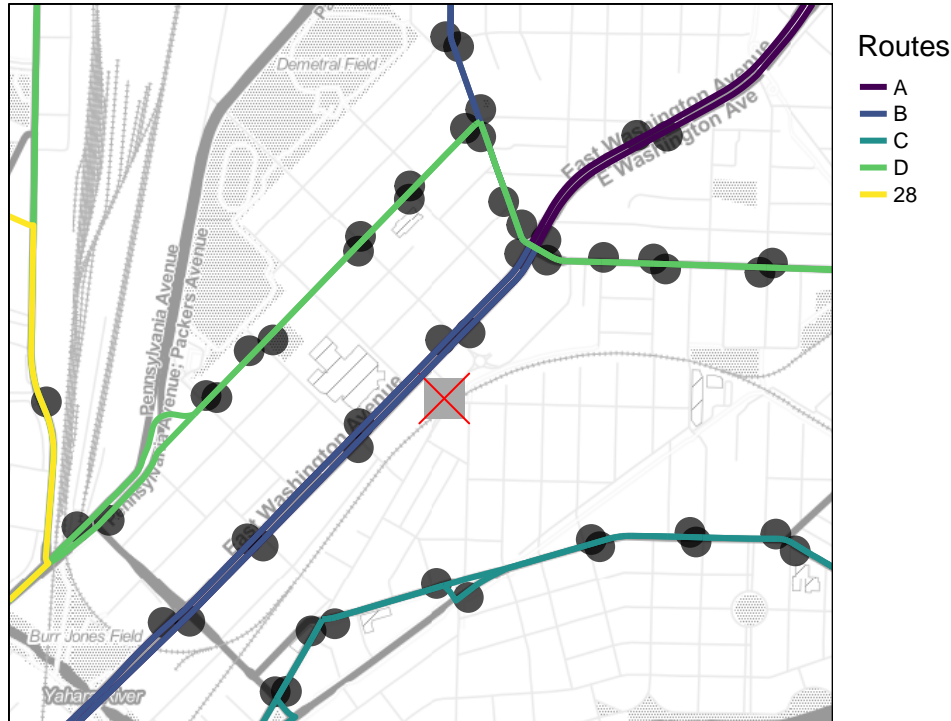 Demetral Field
East Washington Avenue
E Washington Ave
Pennsylvania Avenue
Pennsylvania Avenue; Packers Avenue
East Washington Avenue
Burr Jones Field
Yahara River
Routes
A
B
C
D
28